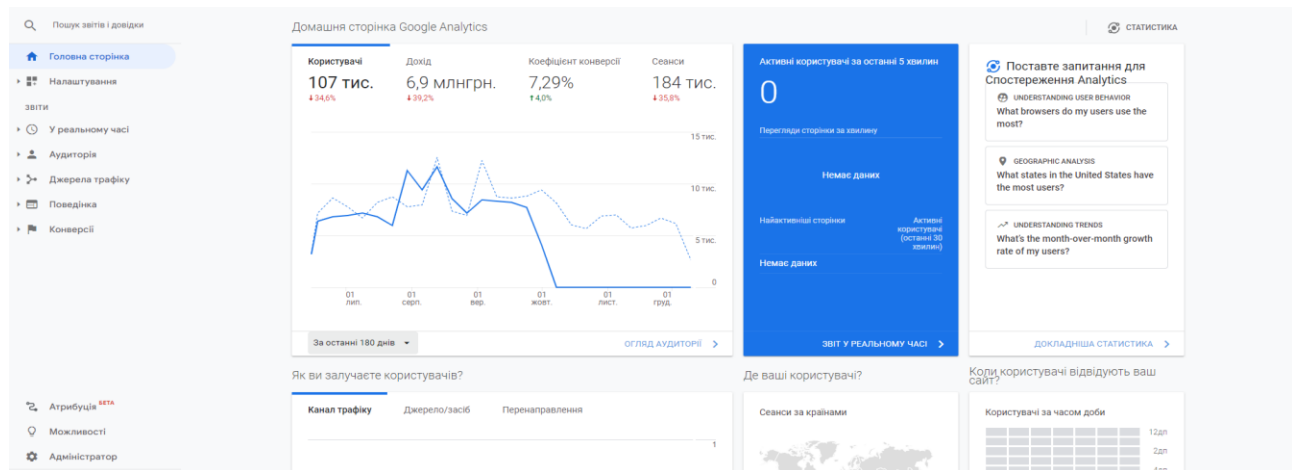 Пошук звітів і довідки
Головна сторінка
Налаштування
ЗВІТИ
У реальному часі
Аудиторія
Джерела трафіку
Поведінка
Конверсії
Атрибуція БЕТА
Можливості
Адміністратор
Домашня сторінка Google Analytics
СТАТИСТИКА
Користувачі
107 тис.
34,6%
Дохід
6,9 млнгрн.
39,2%
Коефіцієнт конверсії
7,29%
4,0%
Сеанси
184 тис.
35,8%
15 тис.
10 тис.
5 тис.
0
01 лип.
01 серп.
01 вер.
01 жовт.
01 лист.
01 груд.
За останні 180 днів
ОГЛЯД АУДИТОРІЇ
Активні користувачі за останні 5 хвилин
0
Перегляди сторінки за хвилину
Немає даних
Найактивніші сторінки
Активні
користувачі
(останні 30
хвилин)
Немає даних
ЗВІТ У РЕАЛЬНОМУ ЧАСІ
Поставте запитання для
Спостереження Analytics
UNDERSTANDING USER BEHAVIOR
What browsers do my users use the
most?
GEOGRAPHIC ANALYSIS
What states in the United States have
the most users?
UNDERSTANDING TRENDS
What's the month-over-month growth
rate of my users?
ДОКЛАДНІША СТАТИСТИКА
Як ви залучаєте користувачів?
Канал трафіку
Джерело/засіб
Перенаправлення
1
Де ваші користувачі?
Сеанси за країнами
Коли користувачі відвідують ваш
сайт?
Користувачі за часом доби
12дп
2дп